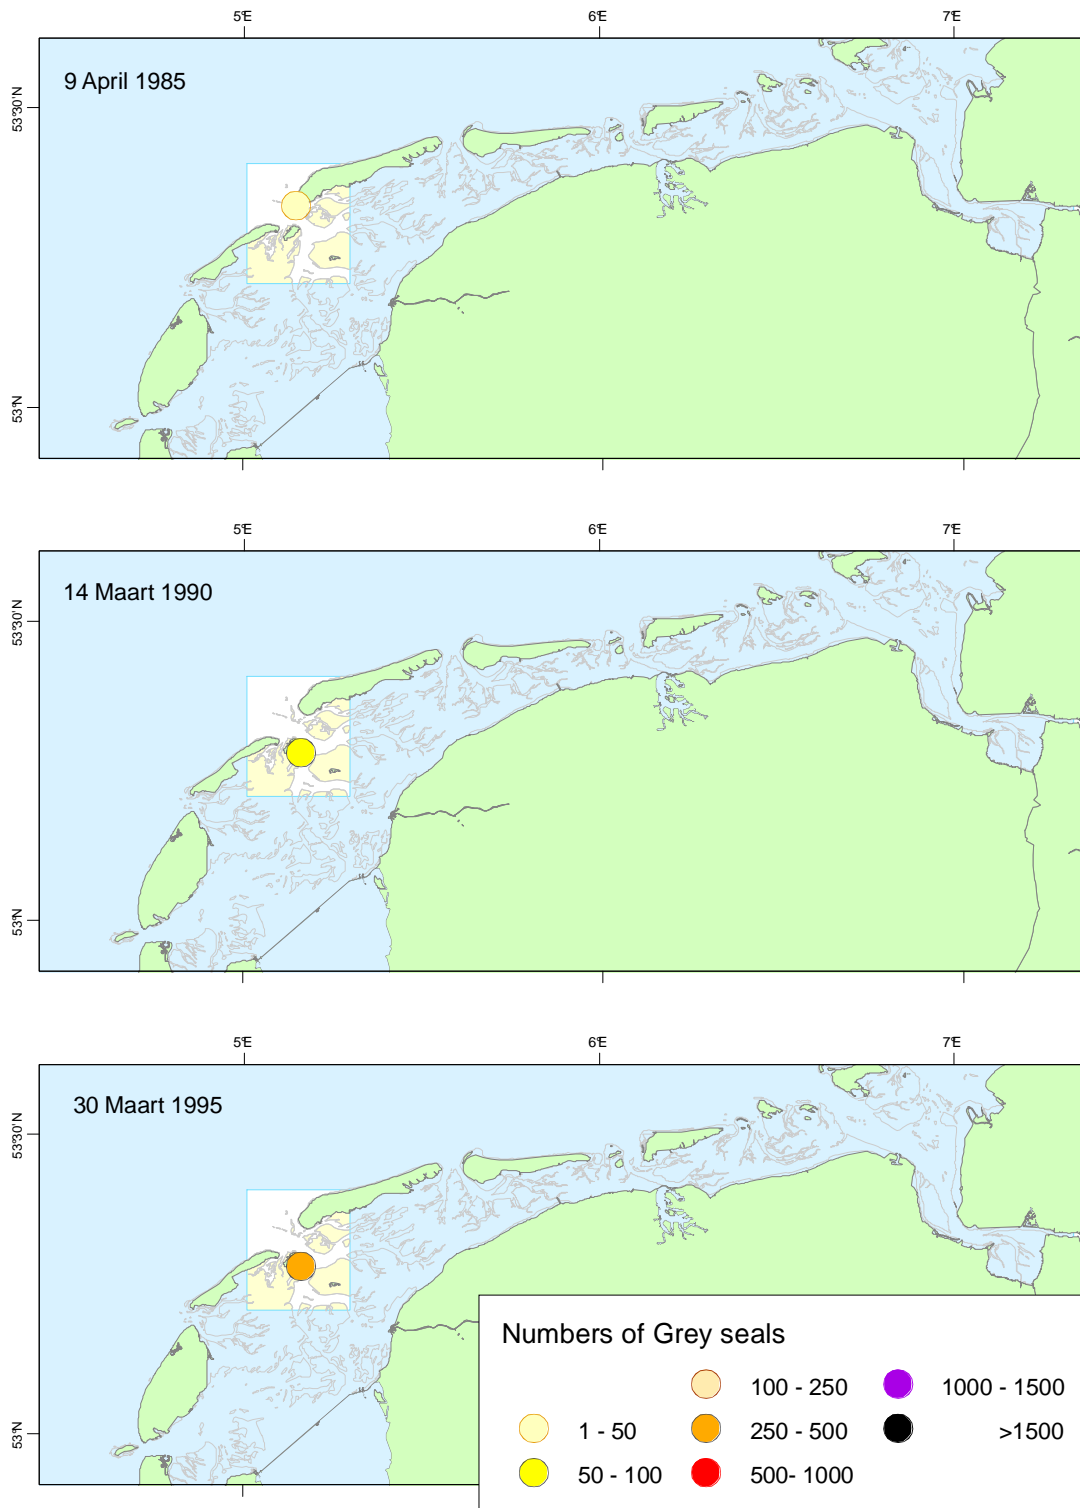 5°E 6°E 7°E
9 April 1985
53°30'N
53°N
5°E 6°E 7°E
14 Maart 1990
53°30'N
53°N
5°E 6°E 7°E
30 Maart 1995
53°30'N
53°N
Numbers of Grey seals
100 - 250 1000 - 1500
1 - 50 250 - 500 >1500
50 - 100 500- 1000